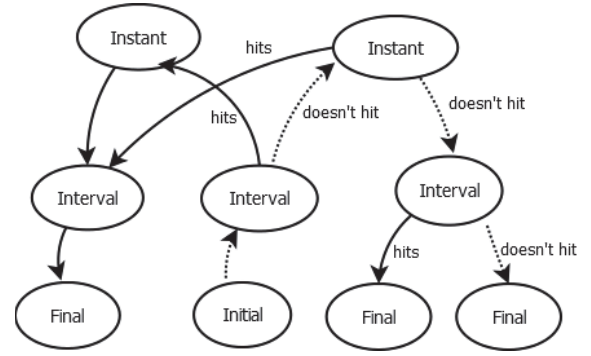 Instant
hits
Instant
hits
doesn't hit
doesn't hit
Interval
Interval
Interval
hits
doesn't hit
Final
Initial
Final
Final